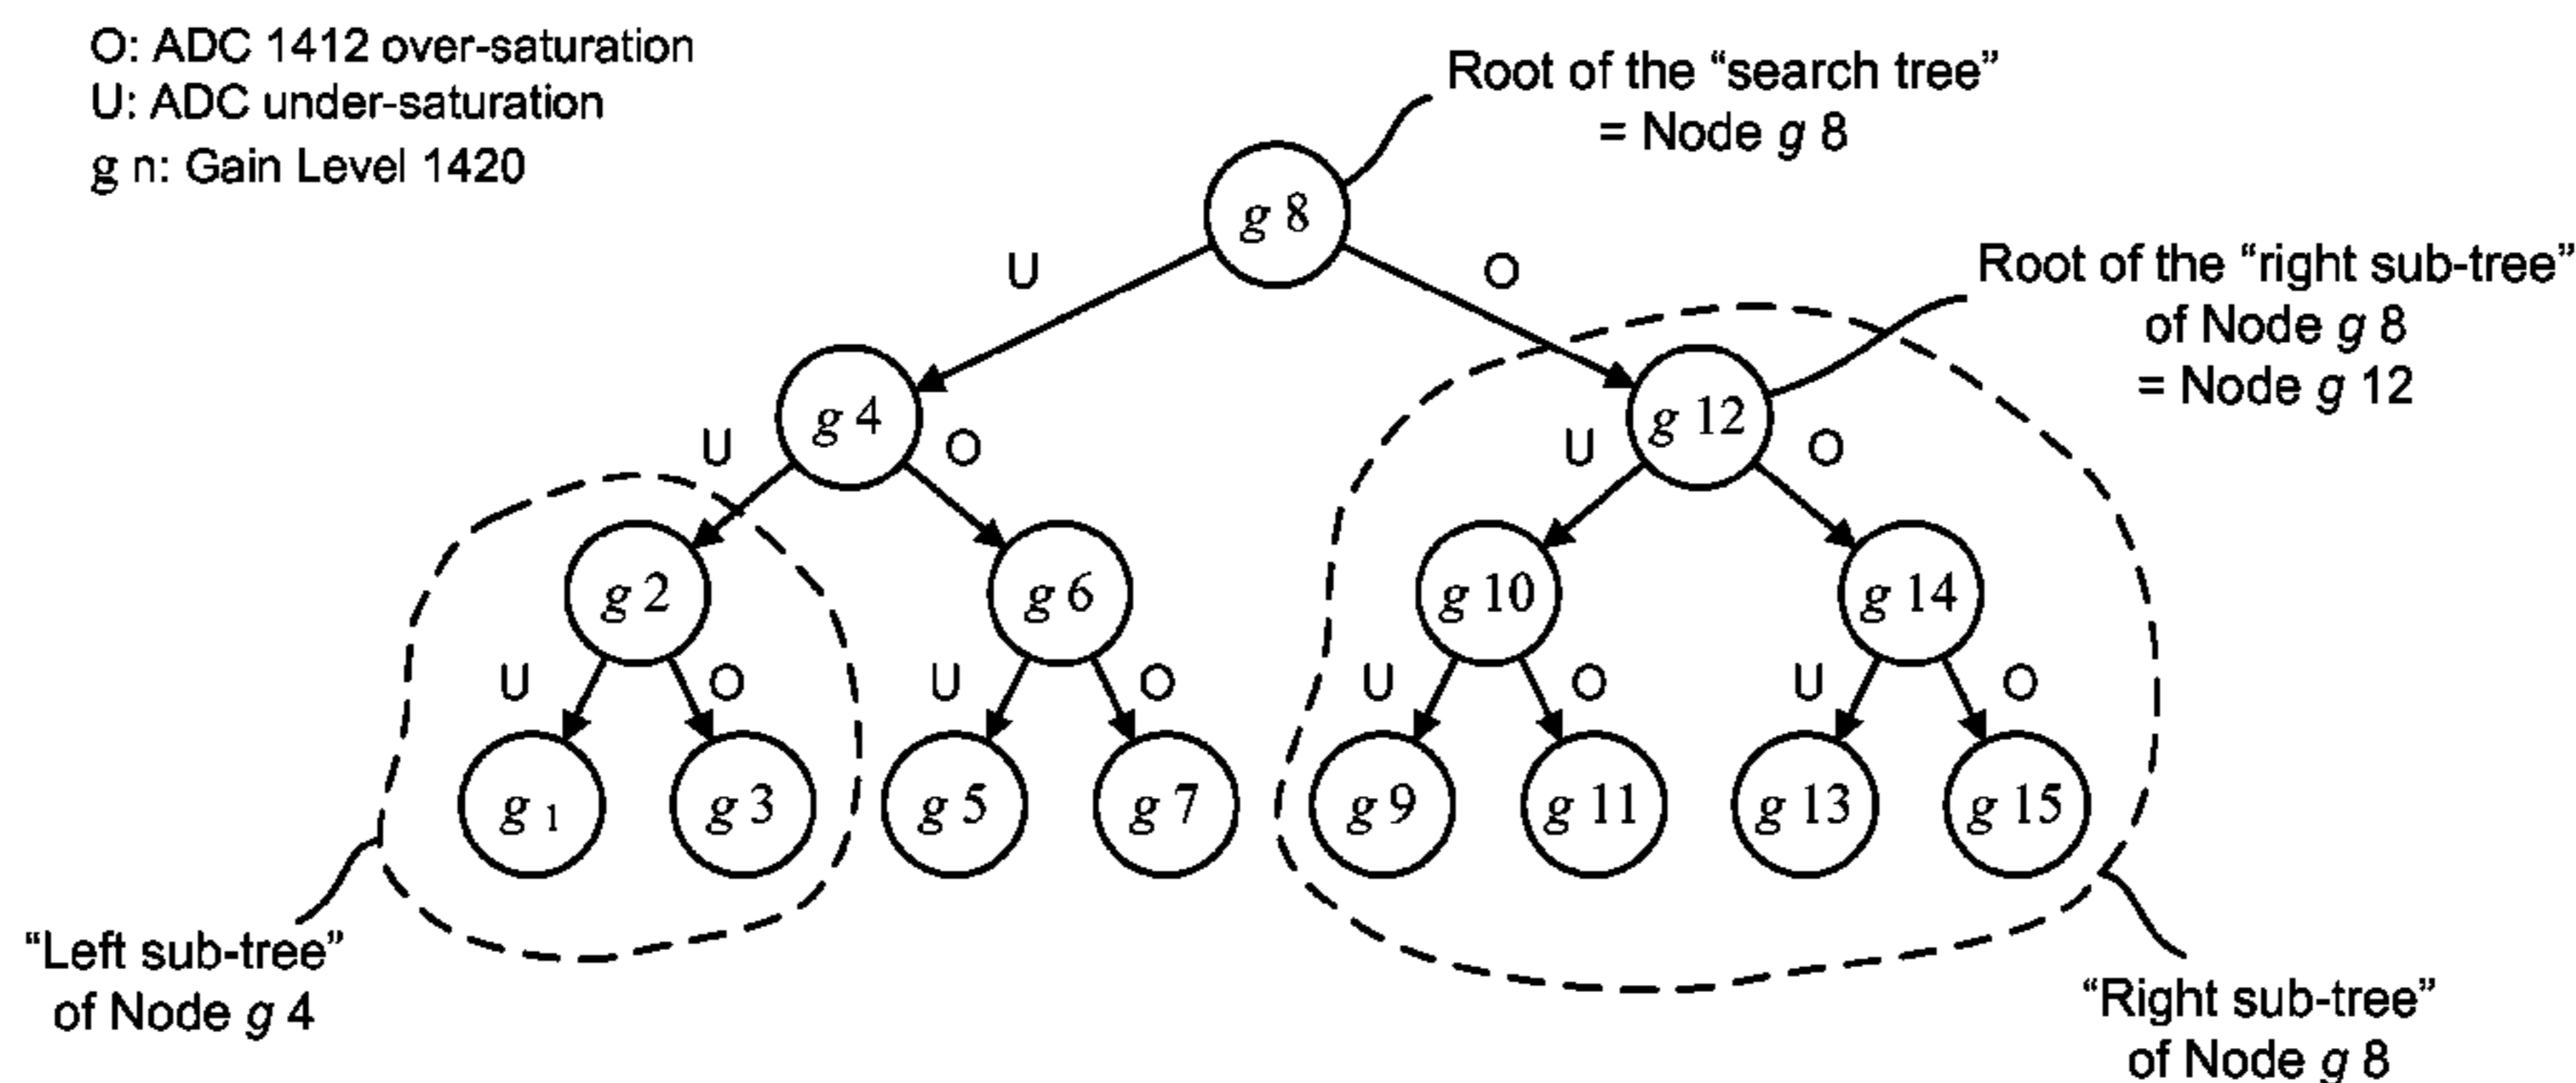 O: ADC 1412 over-saturation
U: ADC under-saturation
g n: Gain Level 1420
Root of the “search tree”
= Node g 8
g 8
U
O
Root of the “right sub-tree”
of Node g 8
= Node g 12
g 4
g 12
U
O
U
O
g 2
g 6
g 10
g 14
U
O
U
O
U
O
U
O
g 1
g 3
g 5
g 7
g 9
g 11
g 13
g 15
“Left sub-tree”
of Node g 4
“Right sub-tree”
of Node g 8